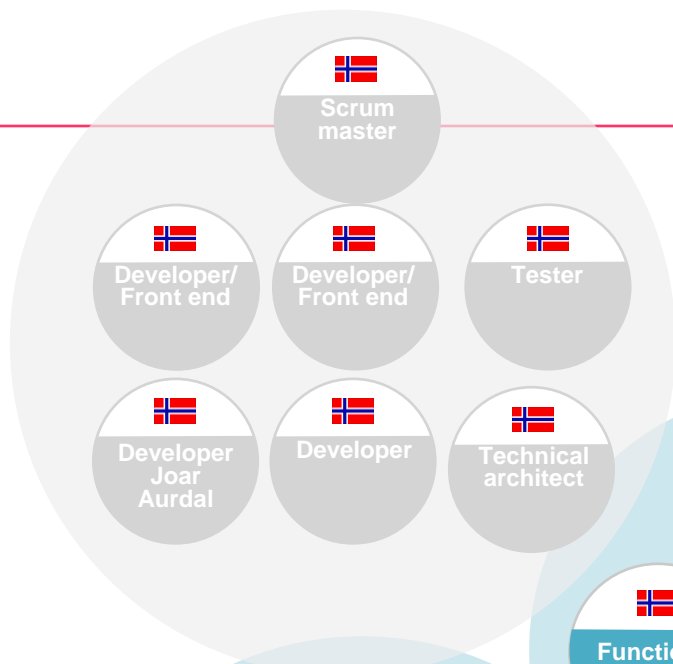 Scrum
master
Developer/
Front end
Developer/
Front end
Tester
Developer
Joar
Aurdal
Developer
Technical
architect